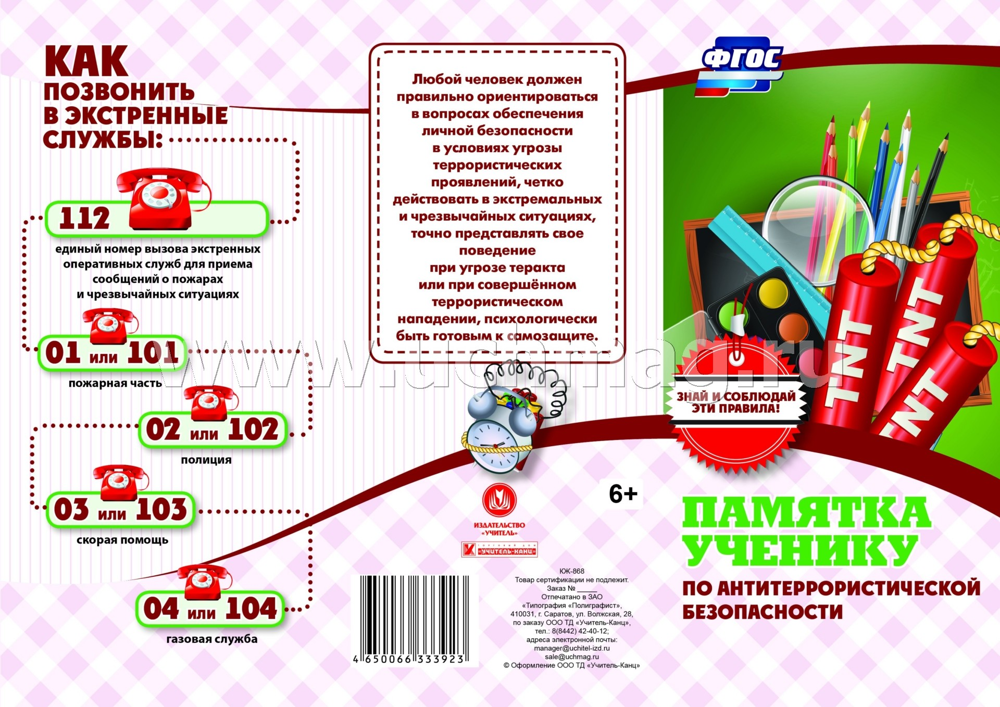 КАК
ПОЗВОНИТЬ
В ЭКСТРЕННЫЕ
СЛУЖБЫ:
112
единый номер вызова экстренных
оперативных служб для приема
сообщений о пожарах
и чрезвычайных ситуациях
01 или 101
пожарная часть
02 или 102
полиция
03 или 103
скорая помощь
04 или 104
газовая служба
Любой человек должен
правильно ориентироваться
в вопросах обеспечения
личной безопасности
в условиях угрозы
террористических
проявлений, четко
действовать в экстремальных
и чрезвычайных ситуациях,
точно представлять свое
поведение
при угрозе теракта
или при совершённом
террористическом
нападении, психологически
быть готовым к самозащите.
www.uchmag.ru
6+
ИЗДАТЕЛЬСТВО
«УЧИТЕЛЬ»
ТОРГОВЫЙ ДОМ
«УЧИТЕЛЬ-КАНЦ»
КЖ-868
Товар сертификации не подлежит.
Заказ № _____
Отпечатано в ЗАО
«Типография «Полиграфист»,
410031, г. Саратов, ул. Волжская, 28,
по заказу ООО ТД «Учитель-Канц»,
тел.: 8(8442) 42-40-12;
адреса электронной почты:
manager@uchitel-izd.ru
sale@uchmag.ru
© Оформление ООО ТД «Учитель-Канц»
4 650066 333923
ФГОС
TNT
TNT
TNT
ЗНАЙ И СОБЛЮДАЙ
ЭТИ ПРАВИЛА!
ПАМЯТКА
УЧЕНИКУ
ПО АНТИТЕРРОРИСТИЧЕСКОЙ
БЕЗОПАСНОСТИ